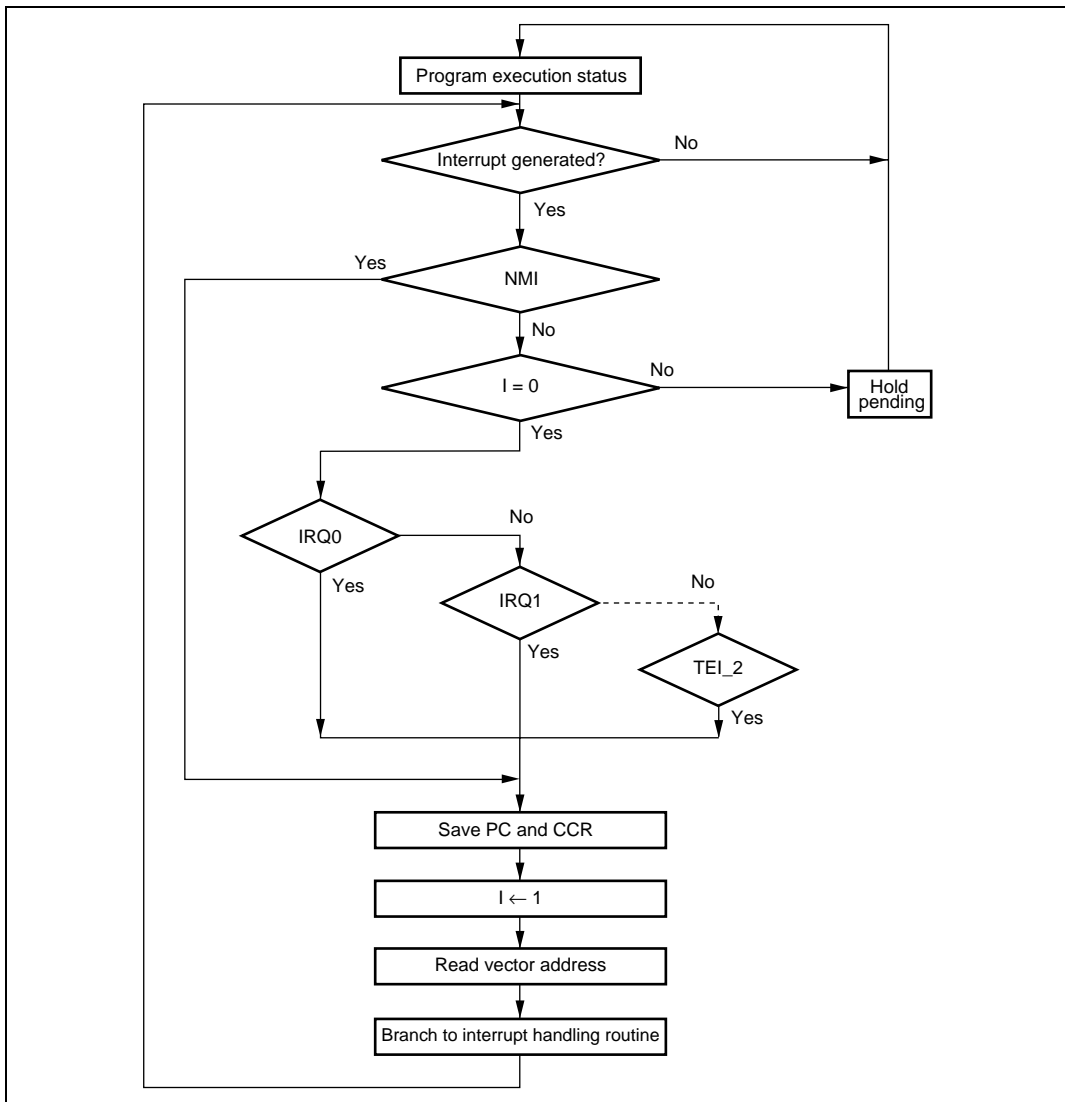 Program execution status
Interrupt generated?
No
Yes
Yes
NMI
No
I = 0
No
Hold
pending
Yes
IRQ0
No
Yes
IRQ1
No
Yes
TEI_2
Yes
Save PC and CCR
I ← 1
Read vector address
Branch to interrupt handling routine